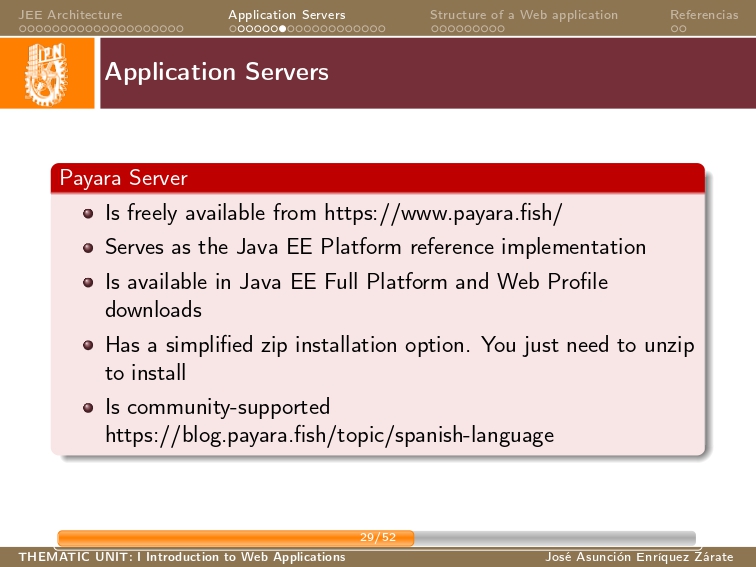 JEE Architecture Application Servers Structure of a Web application Referencias
IPN
Application Servers
Payara Server
Is freely available from https://www.payara.fish/
Serves as the Java EE Platform reference implementation
Is available in Java EE Full Platform and Web Profile
downloads
Has a simplified zip installation option. You just need to unzip
to install
Is community-supported
https://blog.payara.fish/topic/spanish-language
29/52
THEMATIC UNIT: I Introduction to Web Applications José Asunción Enríquez Zárate